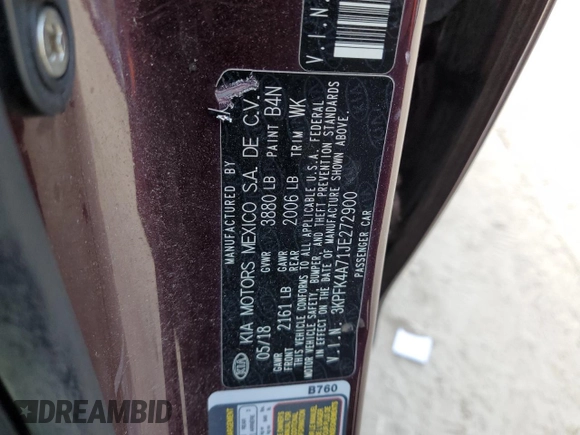 MANUFACTURED BY
KIA KIA MOTORS MEXICO S.A. DE C.V.
05/18 GVWR 3880 LB PAINT B4N
GAWR FRONT 2161 LB GAWR REAR 2006 LB TRIM WK
THIS VEHICLE CONFORMS TO ALL APPLICABLE U.S.A. FEDERAL
MOTOR VEHICLE SAFETY, BUMPER, AND THEFT PREVENTION STANDARDS
IN EFFECT ON THE DATE OF MANUFACTURE SHOWN ABOVE.
V.I.N. 3KPFK4A71JE272900
PASSENGER CAR
V.I.N.
B760
DREAMBID